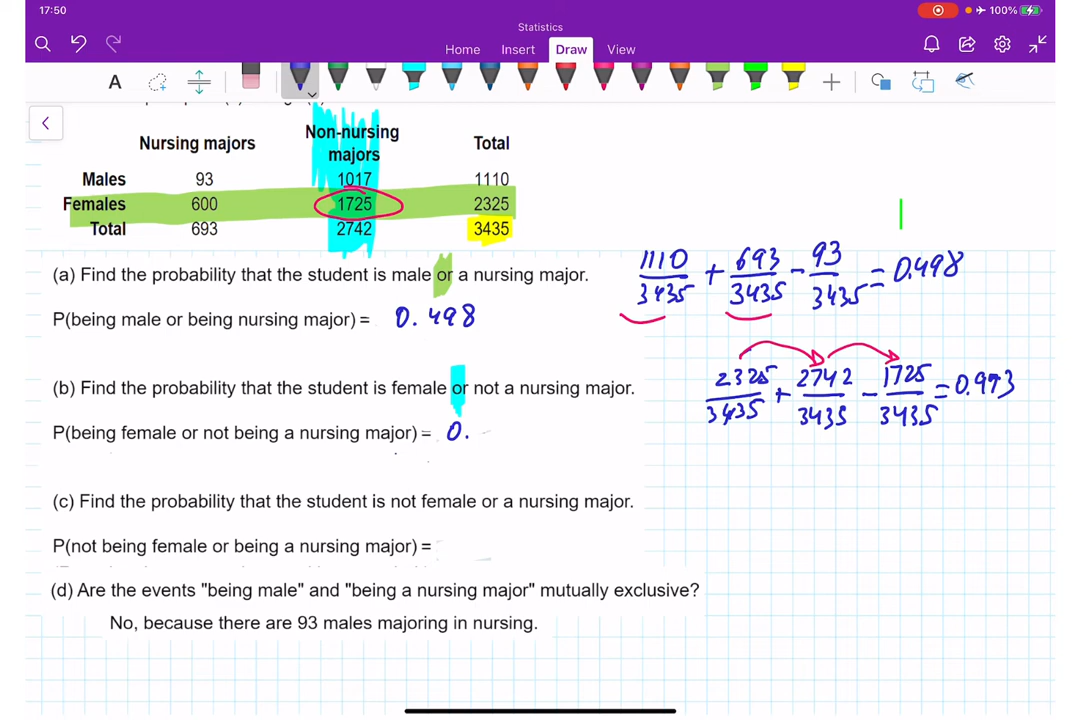 17:50
100%
Statistics
Home Insert Draw View
A
Nursing majors Non-nursing majors Total
Males 93 1017 1110
Females 600 1725 2325
Total 693 2742 3435
(a) Find the probability that the student is male or a nursing major.
P(being male or being nursing major) = 0.498
1110/3435 + 693/3435 - 93/3435 = 0.498
(b) Find the probability that the student is female or not a nursing major.
P(being female or not being a nursing major) = 0.
2325/3435 + 2742/3435 - 1725/3435 = 0.973
(c) Find the probability that the student is not female or a nursing major.
P(not being female or being a nursing major) =
(d) Are the events "being male" and "being a nursing major" mutually exclusive?
No, because there are 93 males majoring in nursing.